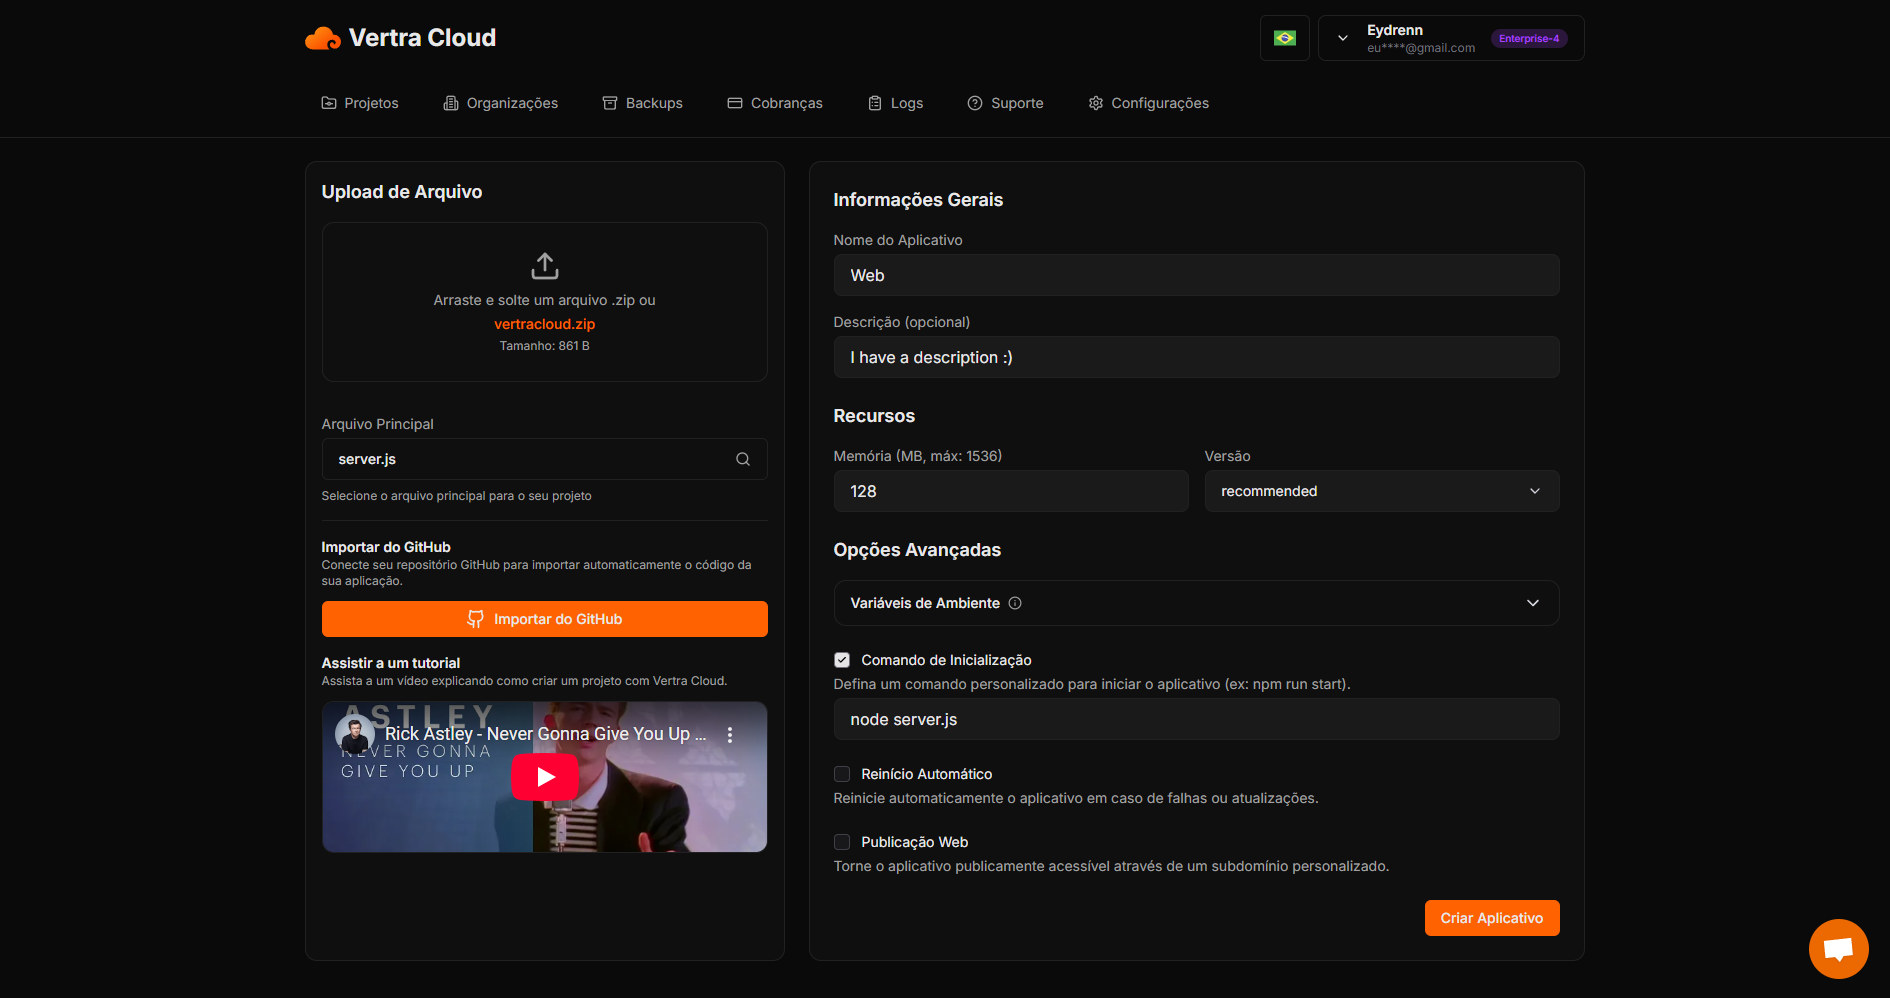 Vertra Cloud
Eydrenn
eu****@gmail.com
Enterprise-4
Projetos
Organizações
Backups
Cobranças
Logs
Suporte
Configurações
Upload de Arquivo
Arraste e solte um arquivo .zip ou
vertracloud.zip
Tamanho: 861 B
Arquivo Principal
server.js
Selecione o arquivo principal para o seu projeto
Importar do GitHub
Conecte seu repositório GitHub para importar automaticamente o código da
sua aplicação.
Importar do GitHub
Assistir a um tutorial
Assista a um vídeo explicando como criar um projeto com Vertra Cloud.
ASTLEY
Rick Astley - Never Gonna Give You Up ...
NEVER GONNA
GIVE YOU UP
Informações Gerais
Nome do Aplicativo
Web
Descrição (opcional)
I have a description :)
Recursos
Memória (MB, máx: 1536)
128
Versão
recommended
Opções Avançadas
Variáveis de Ambiente
Comando de Inicialização
Defina um comando personalizado para iniciar o aplicativo (ex: npm run start).
node server.js
Reinício Automático
Reinicie automaticamente o aplicativo em caso de falhas ou atualizações.
Publicação Web
Torne o aplicativo publicamente acessível através de um subdomínio personalizado.
Criar Aplicativo